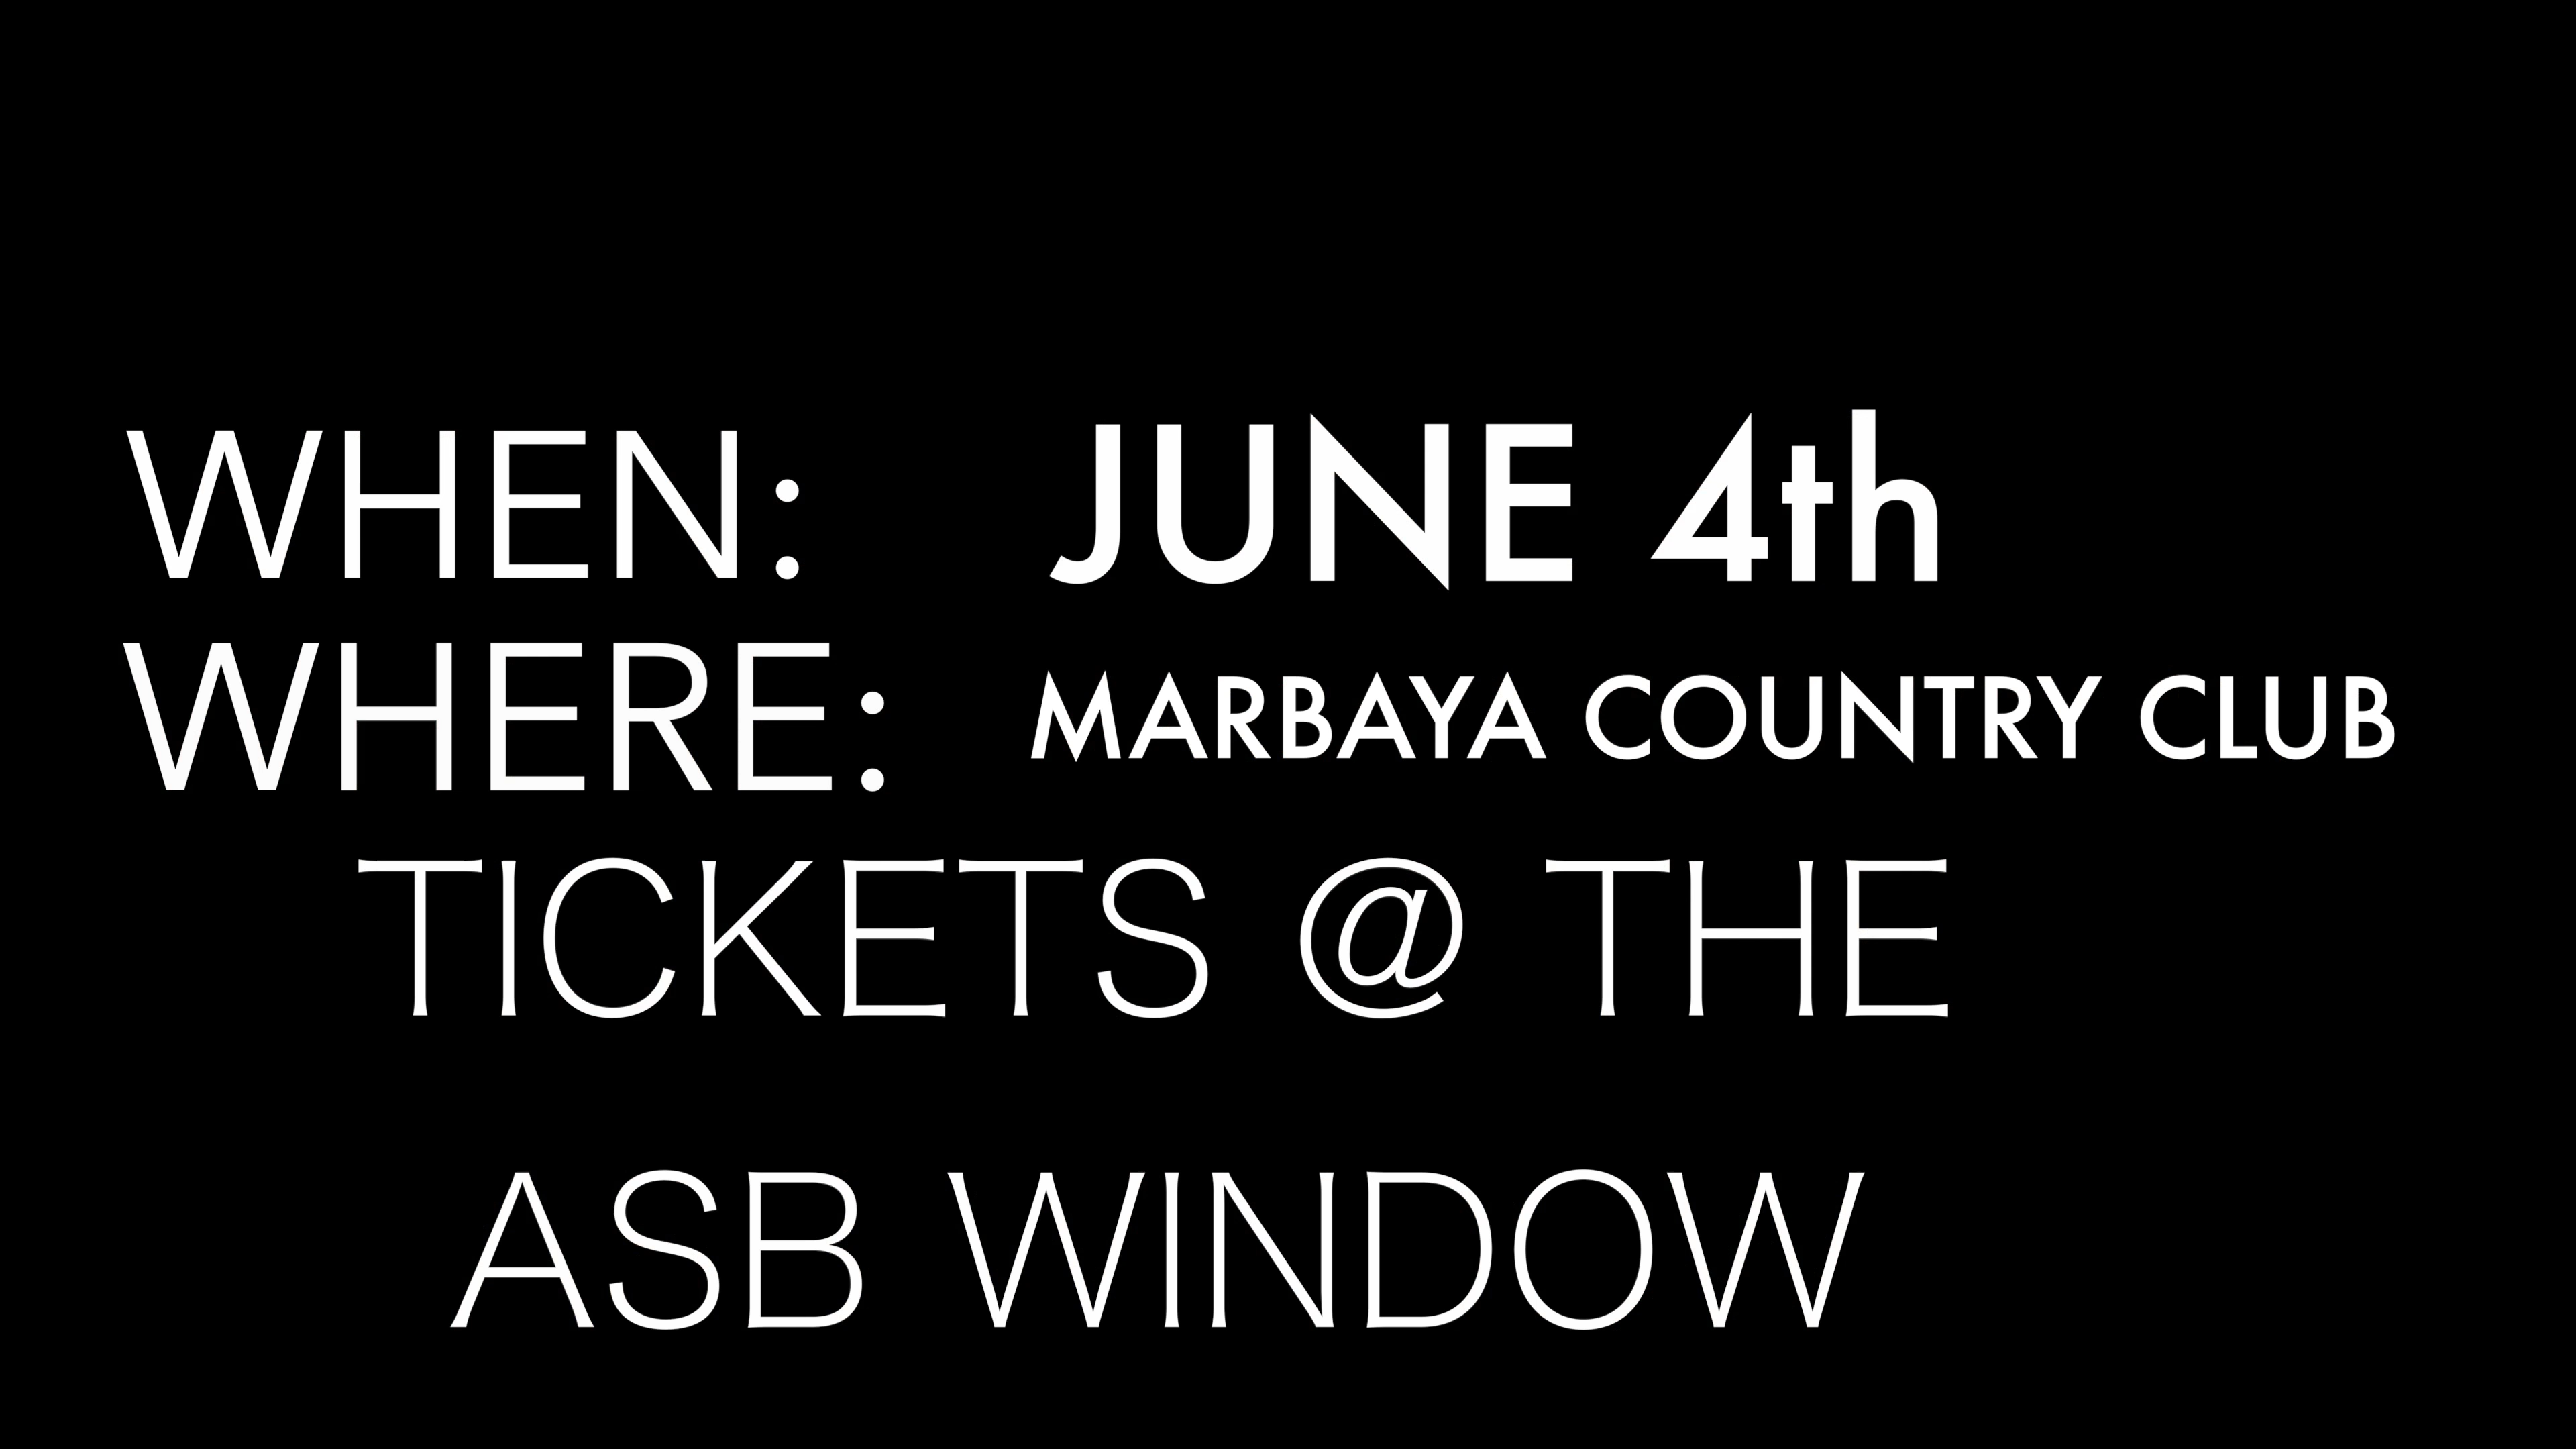 WHEN: JUNE 4th
WHERE: MARBAYA COUNTRY CLUB
TICKETS @ THE
ASB WINDOW